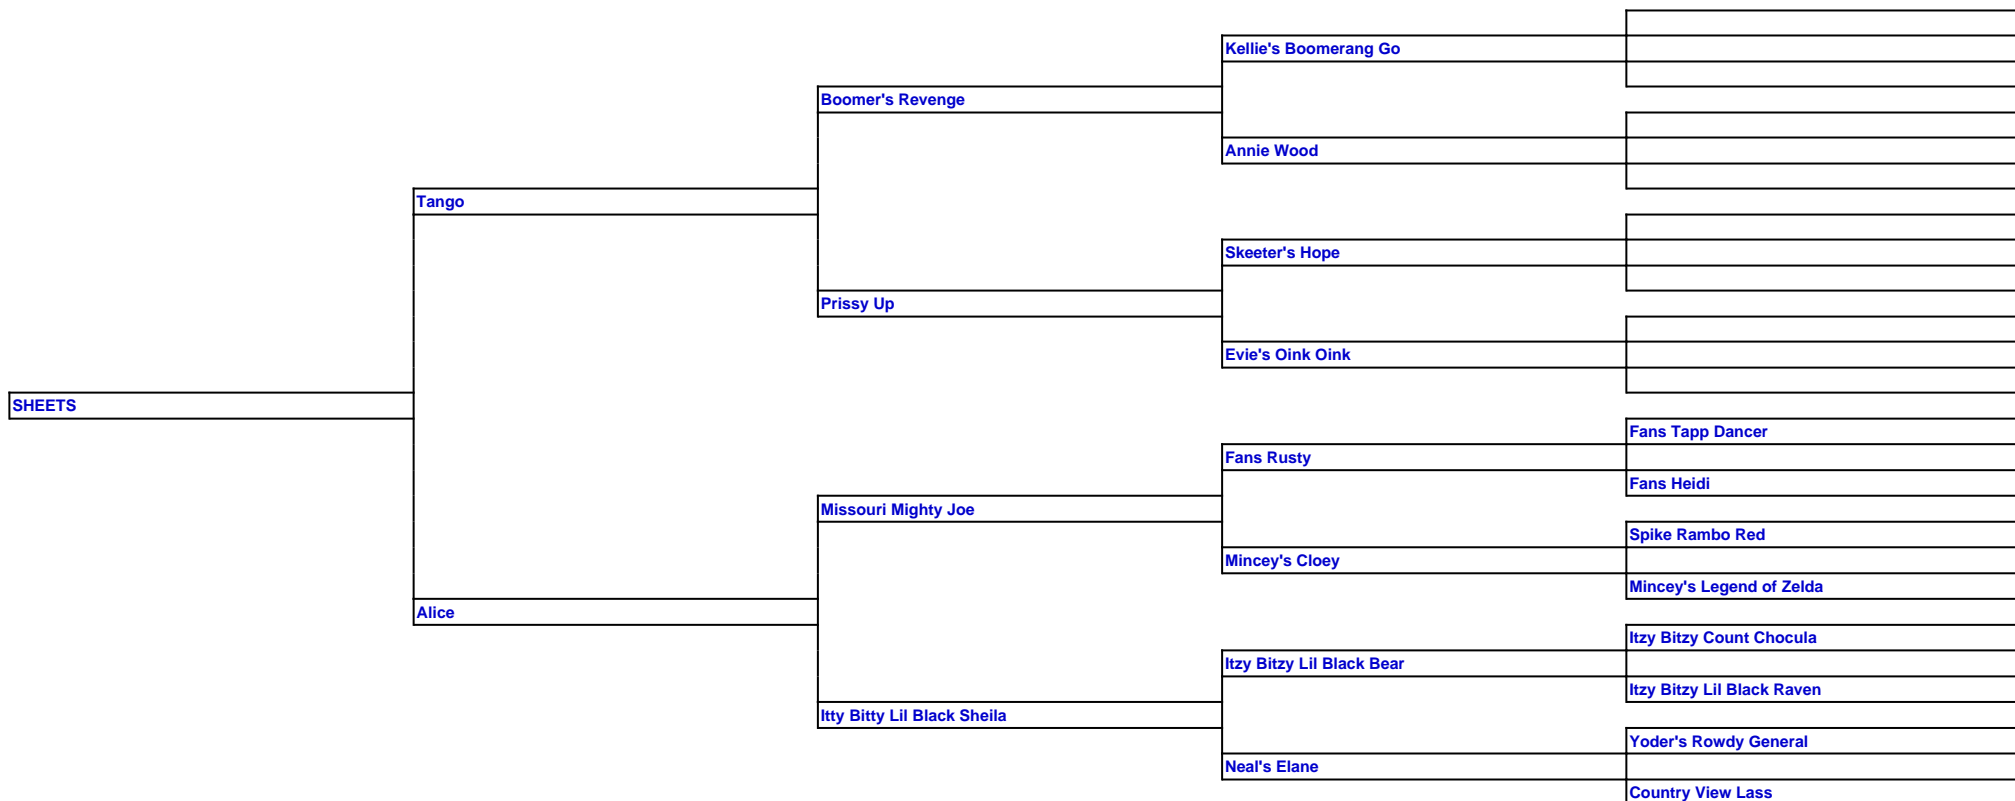 Kellie's Boomerang Go
Boomer's Revenge
Annie Wood
Tango
Skeeter's Hope
Prissy Up
Evie's Oink Oink
SHEETS
Fans Tapp Dancer
Fans Rusty
Fans Heidi
Missouri Mighty Joe
Spike Rambo Red
Mincey's Cloey
Mincey's Legend of Zelda
Alice
Itzy Bitzy Count Chocula
Itzy Bitzy Lil Black Bear
Itzy Bitzy Lil Black Raven
Itty Bitty Lil Black Sheila
Yoder's Rowdy General
Neal's Elane
Country View Lass